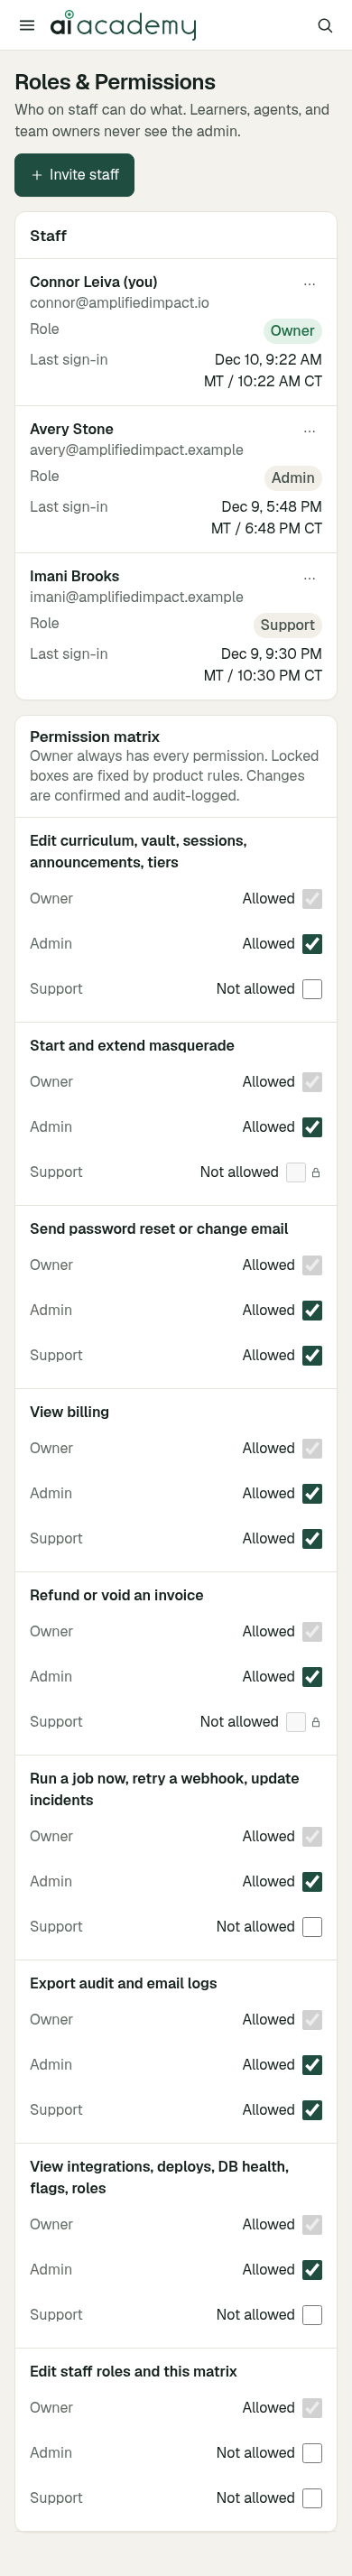 ai academy
Roles & Permissions
Who on staff can do what. Learners, agents, and
team owners never see the admin.
+ Invite staff
Staff
Connor Leiva (you) ...
connor@amplifiedimpact.io
Role Owner
Last sign-in Dec 10, 9:22 AM
MT / 10:22 AM CT
Avery Stone ...
avery@amplifiedimpact.example
Role Admin
Last sign-in Dec 9, 5:48 PM
MT / 6:48 PM CT
Imani Brooks ...
imani@amplifiedimpact.example
Role Support
Last sign-in Dec 9, 9:30 PM
MT / 10:30 PM CT
Permission matrix
Owner always has every permission. Locked
boxes are fixed by product rules. Changes
are confirmed and audit-logged.
Edit curriculum, vault, sessions,
announcements, tiers
Owner Allowed
Admin Allowed
Support Not allowed
Start and extend masquerade
Owner Allowed
Admin Allowed
Support Not allowed
Send password reset or change email
Owner Allowed
Admin Allowed
Support Allowed
View billing
Owner Allowed
Admin Allowed
Support Allowed
Refund or void an invoice
Owner Allowed
Admin Allowed
Support Not allowed
Run a job now, retry a webhook, update
incidents
Owner Allowed
Admin Allowed
Support Not allowed
Export audit and email logs
Owner Allowed
Admin Allowed
Support Allowed
View integrations, deploys, DB health,
flags, roles
Owner Allowed
Admin Allowed
Support Not allowed
Edit staff roles and this matrix
Owner Allowed
Admin Not allowed
Support Not allowed